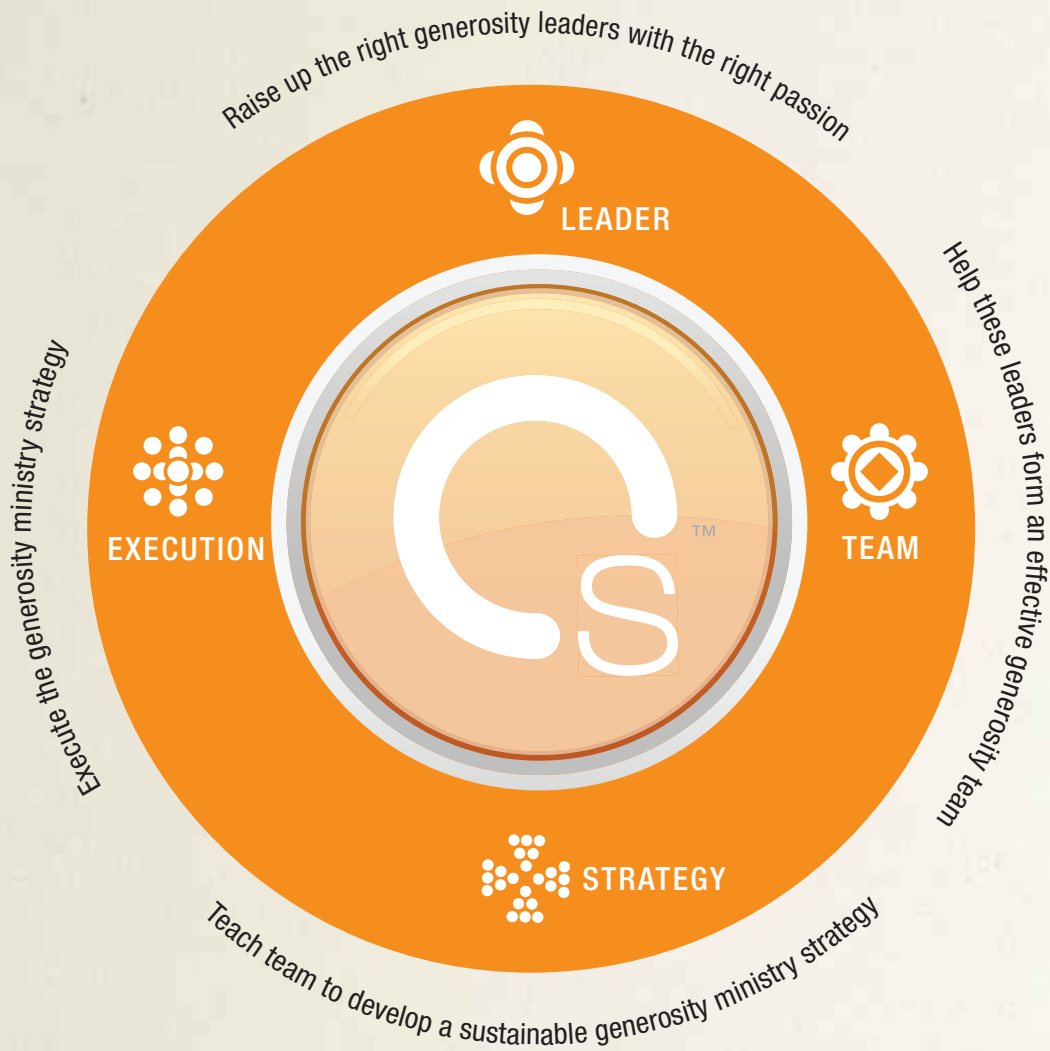 Raise up the right generosity leaders with the right passion
LEADER
Help these leaders form an effective generosity team
TEAM
Teach team to develop a sustainable generosity ministry strategy
STRATEGY
Execute the generosity ministry strategy
EXECUTION
S
TM